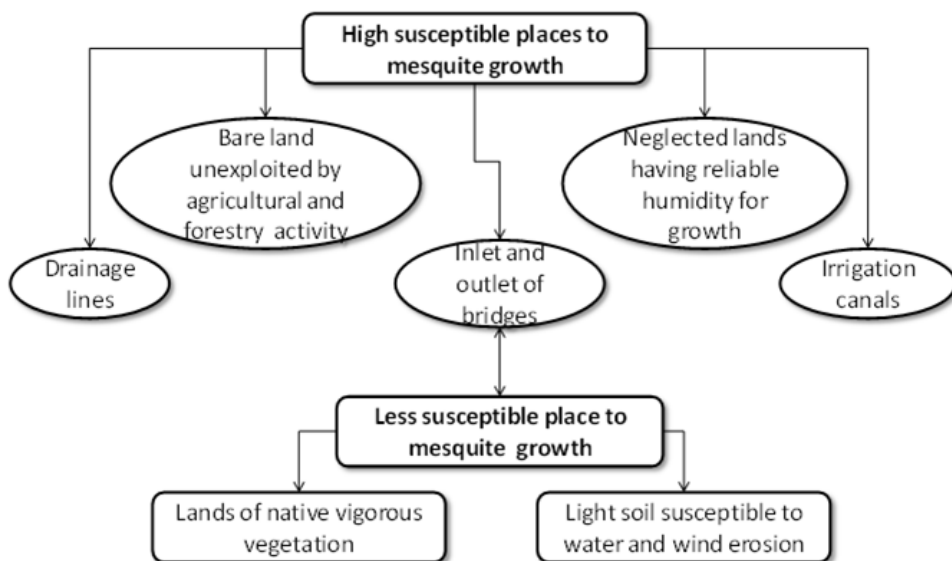 High susceptible places to
mesquite growth
Bare land
unexploited by
agricultural and
forestry activity
Neglected lands
having reliable
humidity for
growth
Drainage
lines
Inlet and
outlet of
bridges
Irrigation
canals
Less susceptible place to
mesquite growth
Lands of native vigorous
vegetation
Light soil susceptible to
water and wind erosion